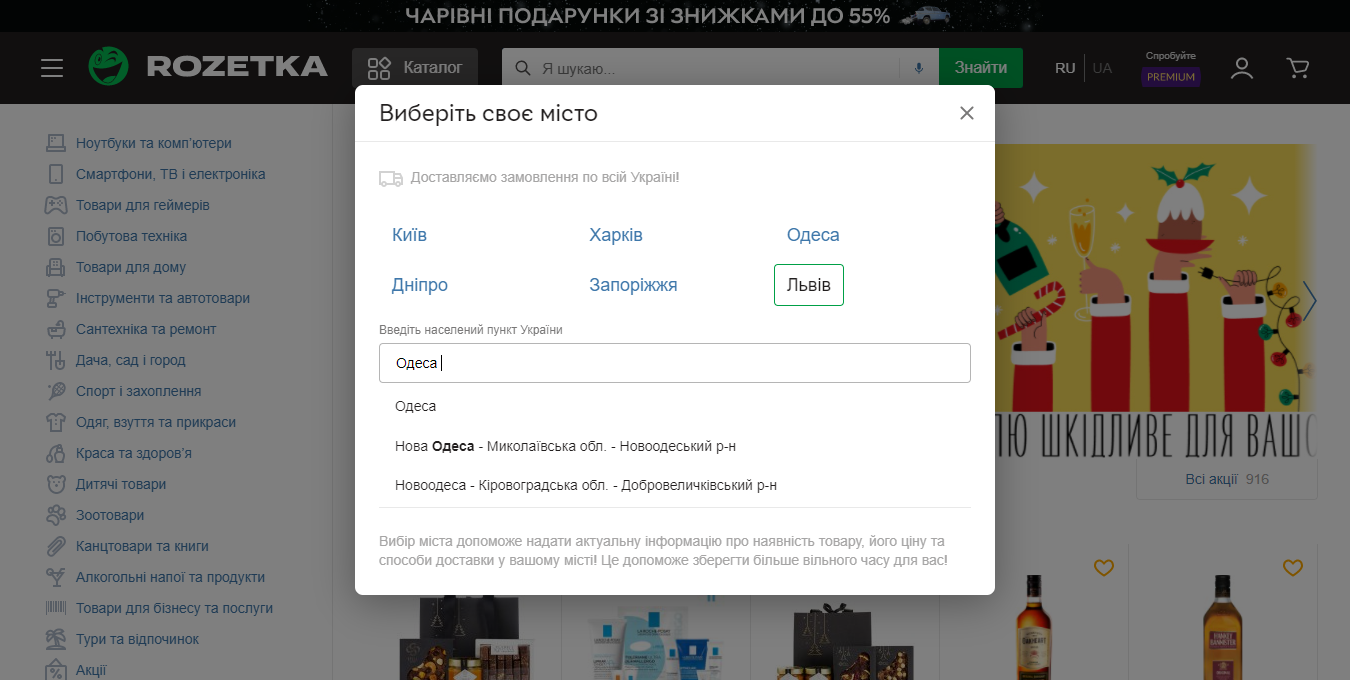 ЧАРІВНІ ПОДАРУНКИ ЗІ ЗНИЖКАМИ ДО 55%
ROZETKA
Каталог
Я шукаю...
Знайти
RU
UA
Спробуйте
PREMIUM
Ноутбуки та комп’ютери
Смартфони, ТВ і електроніка
Товари для геймерів
Побутова техніка
Товари для дому
Інструменти та автотовари
Сантехніка та ремонт
Дача, сад і город
Спорт і захоплення
Одяг, взуття та прикраси
Краса та здоров’я
Дитячі товари
Зоотовари
Канцтовари та книги
Алкогольні напої та продукти
Товари для бізнесу та послуги
Тури та відпочинок
Акції
Виберіть своє місто
Доставляємо замовлення по всій Україні!
Київ
Харків
Одеса
Дніпро
Запоріжжя
Львів
Введіть населений пункт України
Одеса
Одеса
Нова Одеса - Миколаївська обл. - Новоодеський р-н
Новоодеса - Кіровоградська обл. - Добровеличківський р-н
Вибір міста допоможе надати актуальну інформацію про наявність товару, його ціну та
способи доставки у вашому місті! Це допоможе зберегти більше вільного часу для вас!
ШКІДЛИВЕ ДЛЯ ВАШО
Всі акції 916